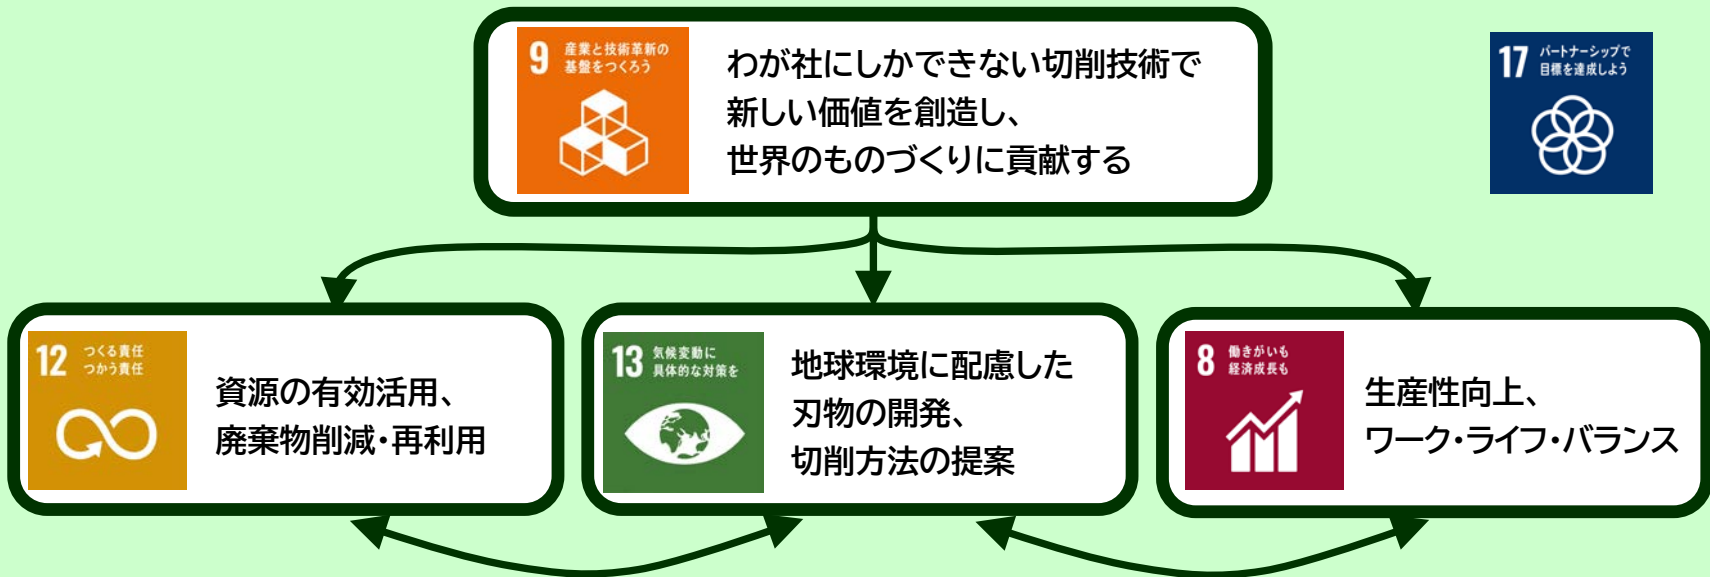 9 産業と技術革新の
基盤をつくろう
わが社にしかできない切削技術で
新しい価値を創造し、
世界のものづくりに貢献する
17 パートナーシップで
目標を達成しよう
12 つくる責任
つかう責任
資源の有効活用、
廃棄物削減・再利用
13 気候変動に
具体的な対策を
地球環境に配慮した
刃物の開発、
切削方法の提案
8 働きがいも
経済成長も
生産性向上、
ワーク・ライフ・バランス